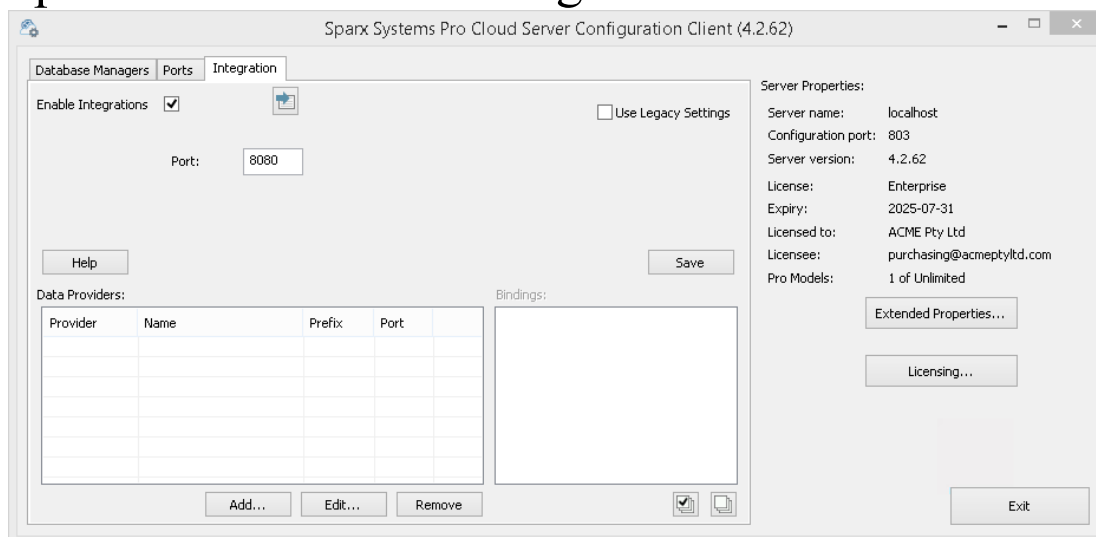 Sparx Systems Pro Cloud Server Configuration Client (4.2.62)
Database Managers Ports Integration
Enable Integrations
Use Legacy Settings
Port: 8080
Help Save
Data Providers: Bindings:
Provider Name Prefix Port
Add... Edit... Remove
Server Properties:
Server name: localhost
Configuration port: 803
Server version: 4.2.62
License: Enterprise
Expiry: 2025-07-31
Licensed to: ACME Pty Ltd
Licensee: purchasing@acmeptyltd.com
Pro Models: 1 of Unlimited
Extended Properties...
Licensing...
Exit